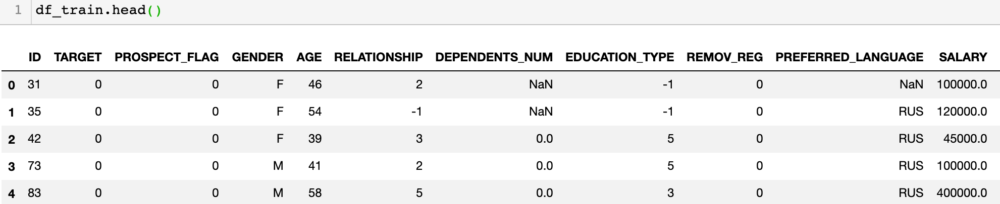 1 df_train.head()
ID TARGET PROSPECT_FLAG GENDER AGE RELATIONSHIP DEPENDENTS_NUM EDUCATION_TYPE REMOV_REG PREFERRED_LANGUAGE SALARY
0 31 0 0 F 46 2 NaN -1 0 NaN 100000.0
1 35 0 0 F 54 -1 NaN -1 0 RUS 120000.0
2 42 0 0 F 39 3 0.0 5 0 RUS 45000.0
3 73 0 0 M 41 2 0.0 5 0 RUS 100000.0
4 83 0 0 M 58 5 0.0 3 0 RUS 400000.0